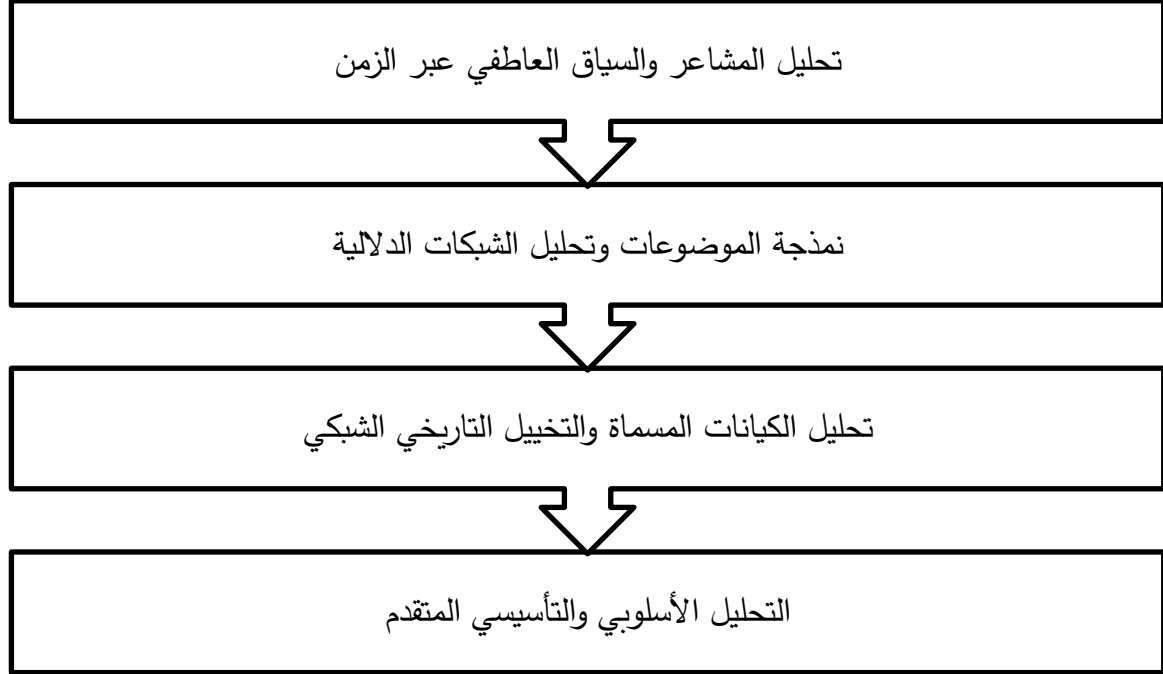 تحليل المشاعر والسياق العاطفي عبر الزمن
نمذجة الموضوعات وتحليل الشبكات الدلالية
تحليل الكيانات المسماة والتخييل التاريخي الشبكي
التحليل الأسلوبي والتأسيسي المتقدم